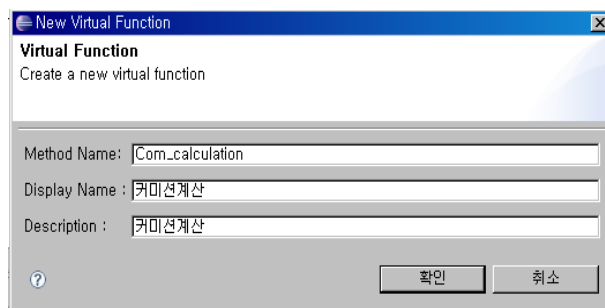 New Virtual Function
Virtual Function
Create a new virtual function
Method Name: Com_calculation
Display Name : 커미션계산
Description : 커미션계산
확인 취소